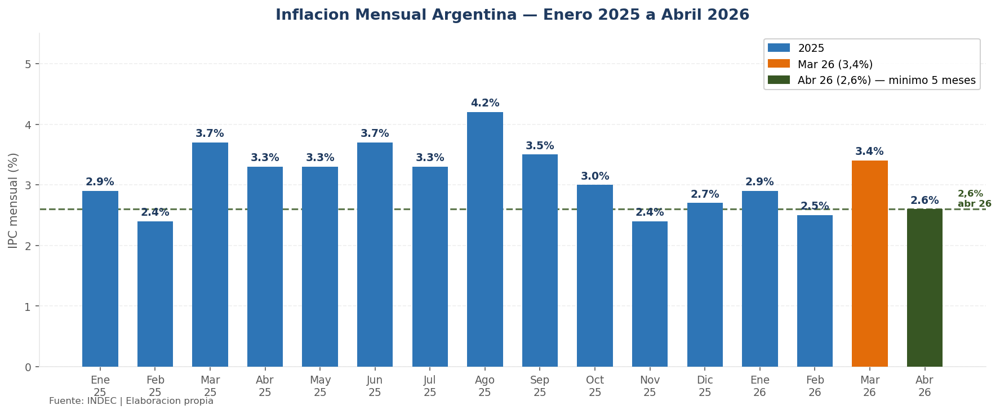 Inflacion Mensual Argentina — Enero 2025 a Abril 2026
2025
Mar 26 (3,4%)
Abr 26 (2,6%) — minimo 5 meses
IPC mensual (%)
5
4
3
2
1
0
2.9%
2.4%
3.7%
3.3%
3.3%
3.7%
3.3%
4.2%
3.5%
3.0%
2.4%
2.7%
2.9%
2.5%
3.4%
2.6%
2,6%
abr 26
Ene
25
Feb
25
Mar
25
Abr
25
May
25
Jun
25
Jul
25
Ago
25
Sep
25
Oct
25
Nov
25
Dic
25
Ene
26
Feb
26
Mar
26
Abr
26
Fuente: INDEC | Elaboracion propia